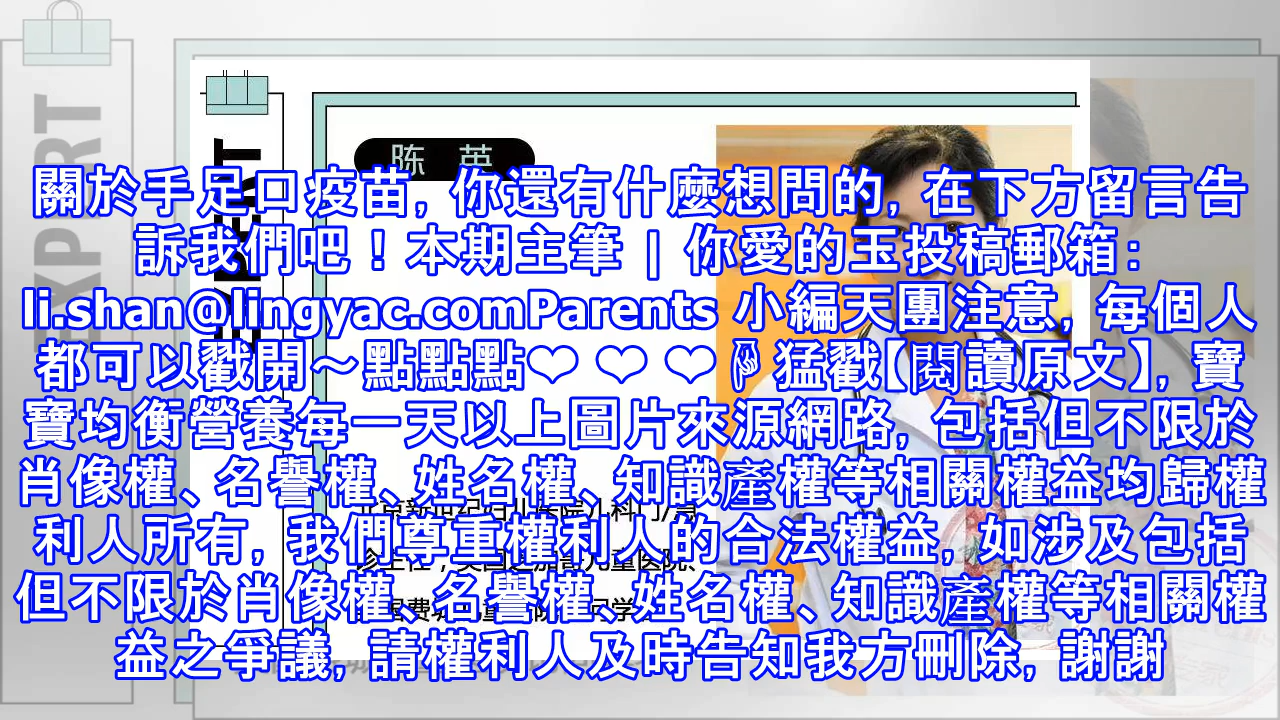 EXPERT
陈 英
關於手足口疫苗, 你還有什麼想問的, 在下方留言告
訴我們吧！本期主筆 | 你愛的玉投稿郵箱:
li.shan@lingyac.comParents 小編天團注意, 每個人
都可以戳開～點點點❤ ❤ ❤ 👌猛戳【閱讀原文】, 寶
寶均衡營養每一天以上圖片來源網路, 包括但不限於
肖像權、名譽權、姓名權、知識產權等相關權益均歸權
利人所有, 我們尊重權利人的合法權益, 如涉及包括
但不限於肖像權、名譽權、姓名權、知識產權等相關權
益之爭議, 請權利人及時告知我方刪除, 謝謝